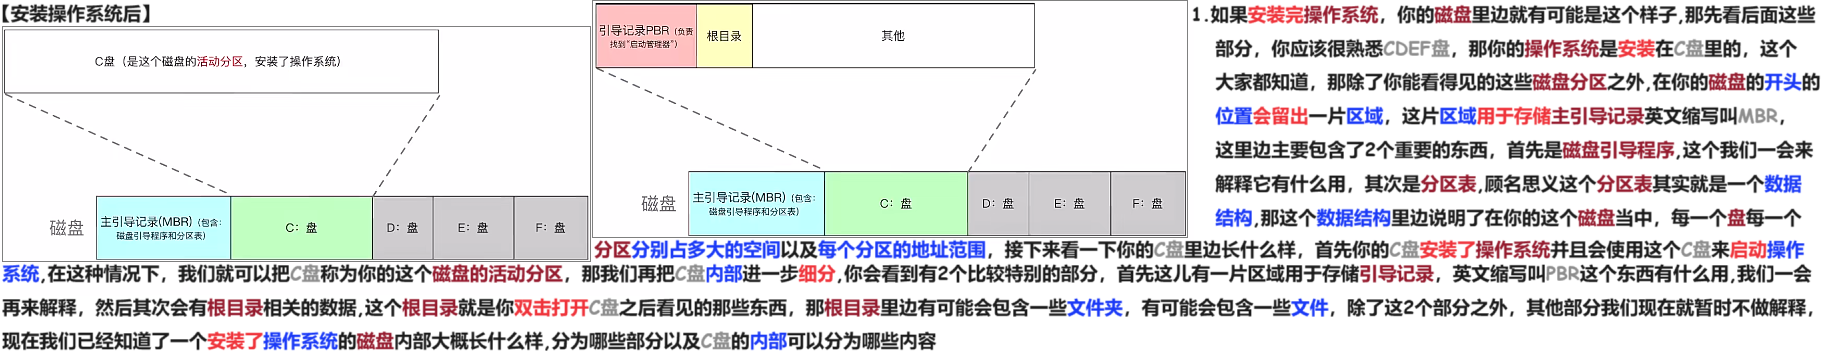 【安装操作系统后】
C盘（是这个磁盘的活动分区，安装了操作系统）
磁盘
主引导记录(MBR)（包含：
磁盘引导程序和分区表）
C：盘
D：盘
E：盘
F：盘
引导记录PBR（负责
找到“启动管理器”）
根目录
其他
磁盘
主引导记录(MBR)（包含：
磁盘引导程序和分区表）
C：盘
D：盘
E：盘
F：盘
1.如果安装完操作系统，你的磁盘里边就有可能是这个样子,那先看后面这些
部分，你应该很熟悉CDEF盘，那你的操作系统是安装在C盘里的，这个
大家都知道，那除了你能看得见的这些磁盘分区之外,在你的磁盘的开头的
位置会留出一片区域，这片区域用于存储主引导记录英文缩写叫MBR，
这里边主要包含了2个重要的东西，首先是磁盘引导程序,这个我们一会来
解释它有什么用，其次是分区表,顾名思义这个分区表其实就是一个数据
结构,那这个数据结构里边说明了在你的这个磁盘当中，每一个盘每一个
分区分别占多大的空间以及每个分区的地址范围，接下来看一下你的C盘里边长什么样，首先你的C盘安装了操作系统并且会使用这个C盘来启动操作
系统,在这种情况下，我们就可以把C盘称为你的这个磁盘的活动分区，那我们再把C盘内部进一步细分,你会看到有2个比较特别的部分，首先这儿有一片区域用于存储引导记录，英文缩写叫PBR这个东西有什么用,我们一会
再来解释，然后其次会有根目录相关的数据,这个根目录就是你双击打开C盘之后看见的那些东西，那根目录里边有可能会包含一些文件夹，有可能会包含一些文件，除了这2个部分之外，其他部分我们现在就暂时不做解释，
现在我们已经知道了一个安装了操作系统的磁盘内部大概长什么样,分为哪些部分以及C盘的内部可以分为哪些内容